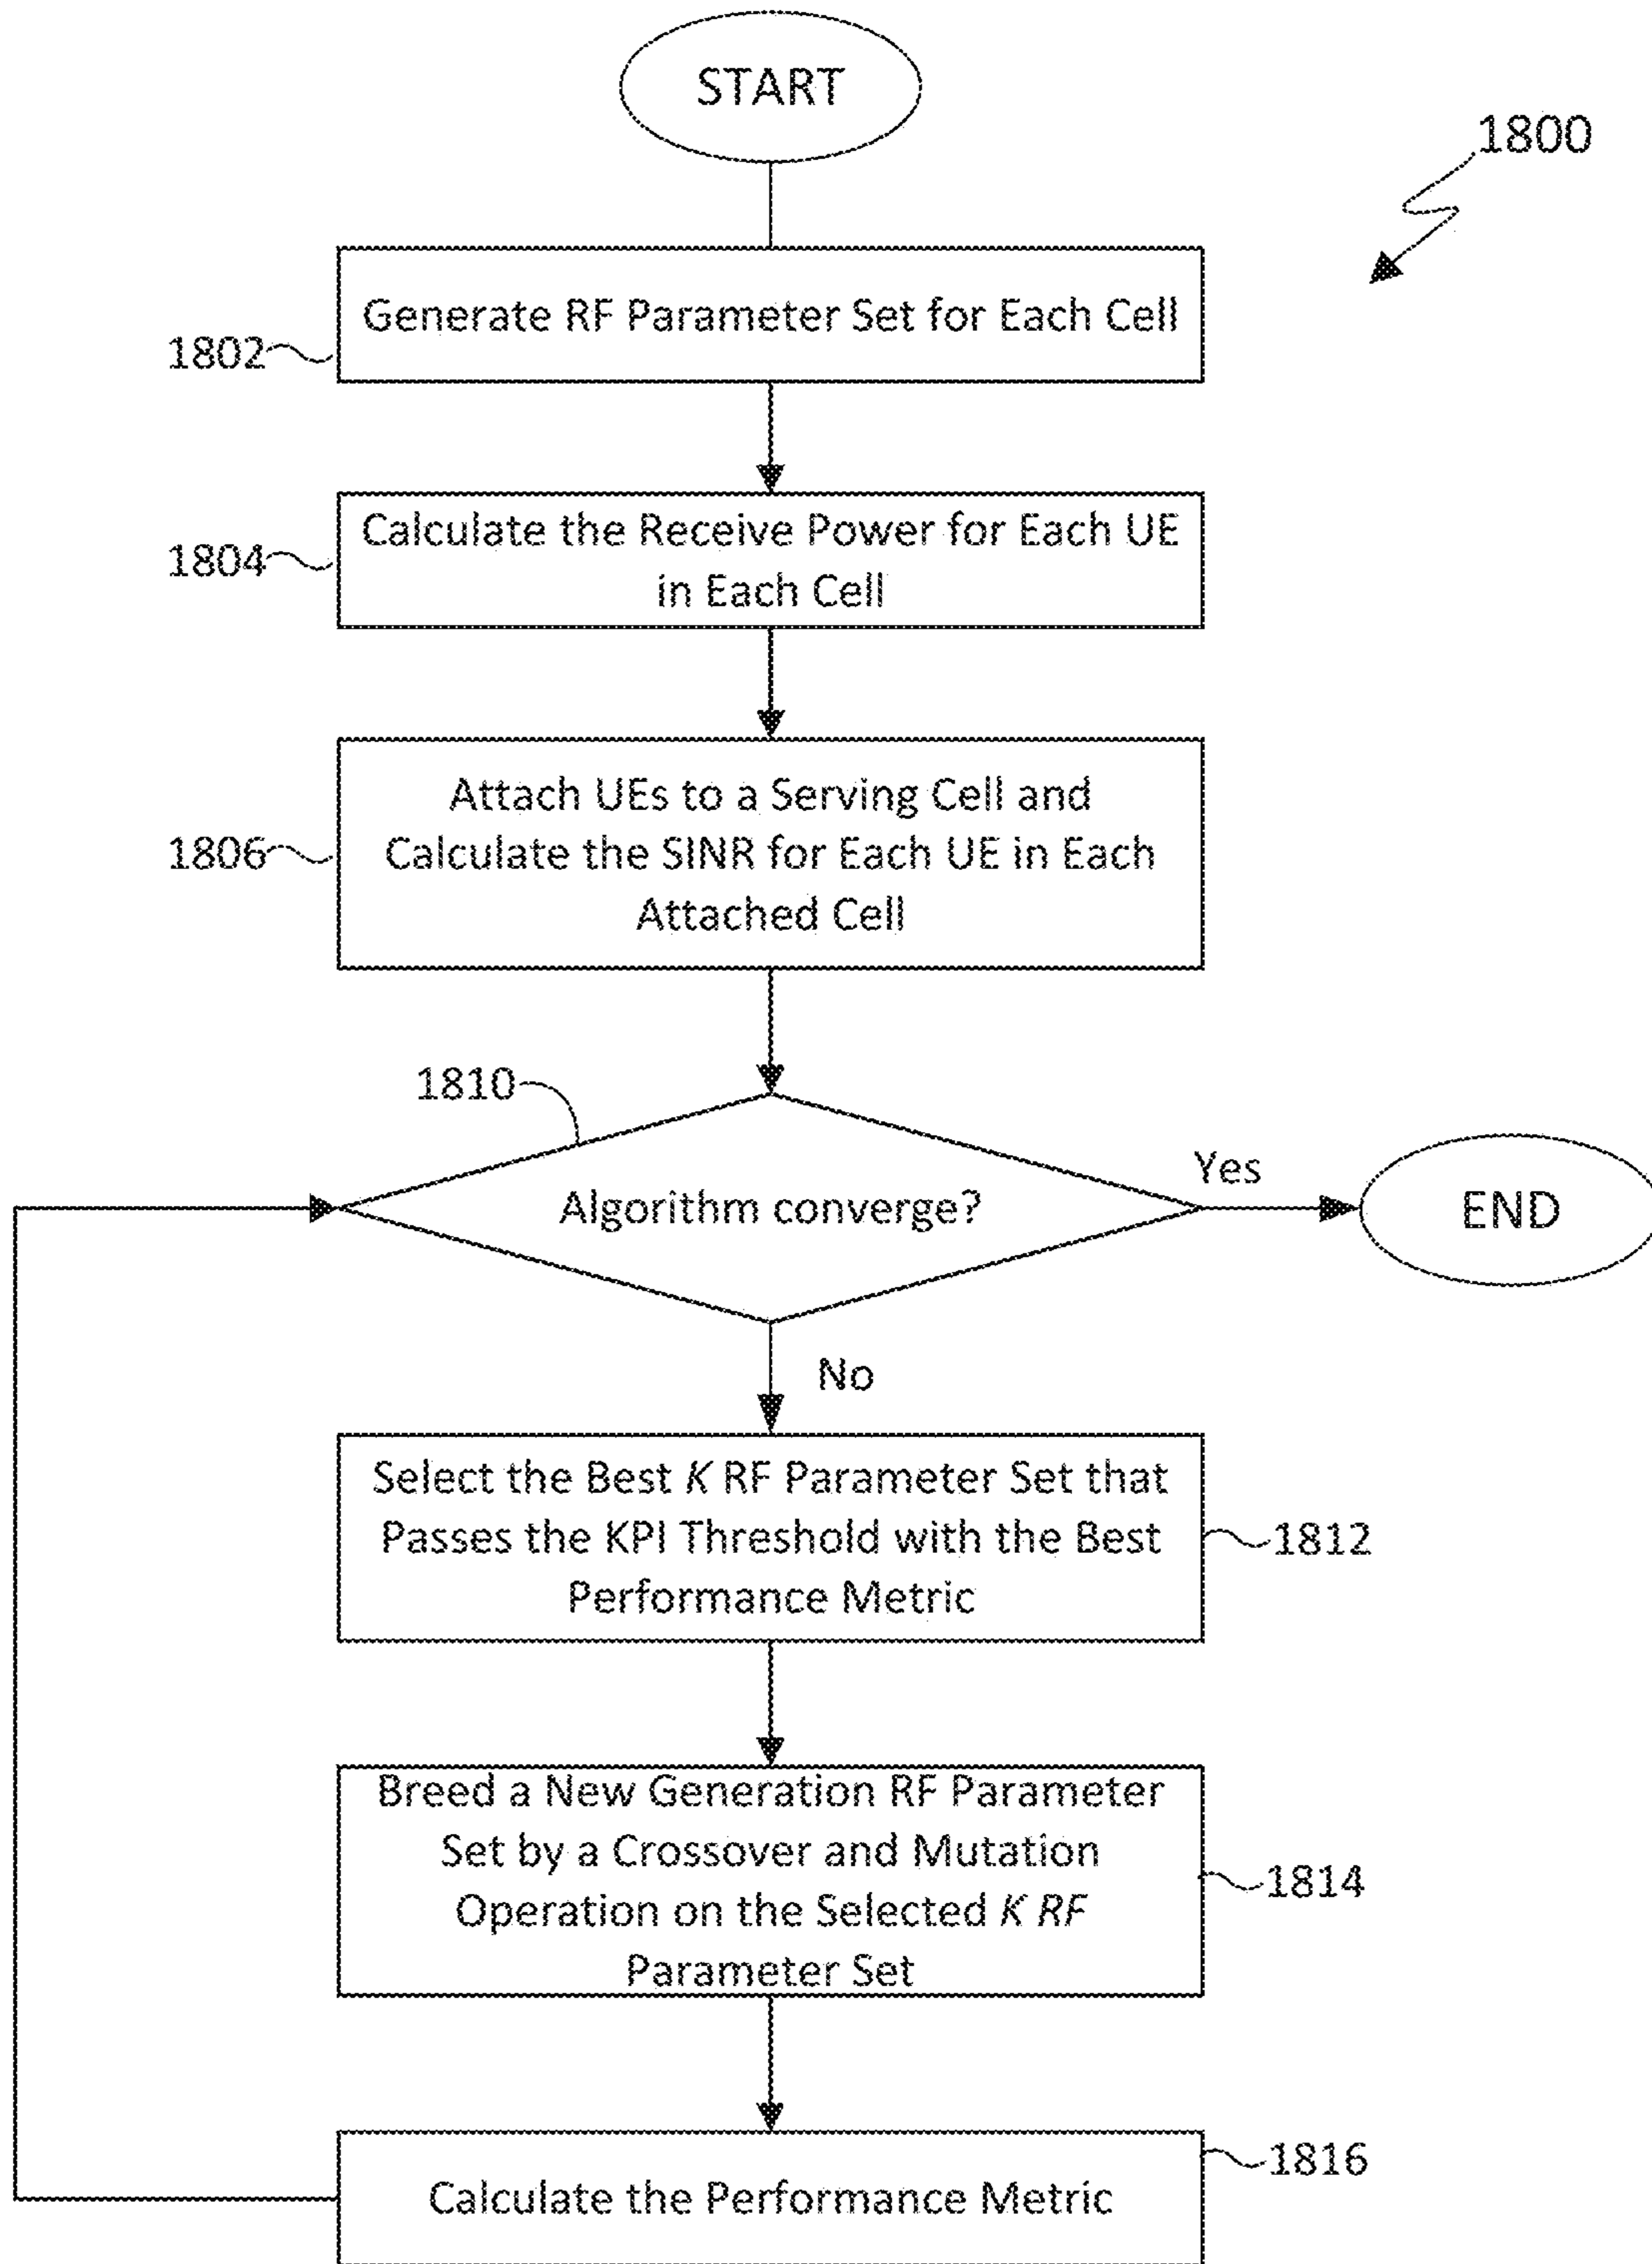 START
1800
Generate RF Parameter Set for Each Cell
1802
Calculate the Receive Power for Each UE
in Each Cell
1804
Attach UEs to a Serving Cell and
Calculate the SINR for Each UE in Each
Attached Cell
1806
1810
Algorithm converge?
Yes
END
No
Select the Best K RF Parameter Set that
Passes the KPI Threshold with the Best
Performance Metric
1812
Breed a New Generation RF Parameter
Set by a Crossover and Mutation
Operation on the Selected K RF
Parameter Set
1814
1816
Calculate the Performance Metric